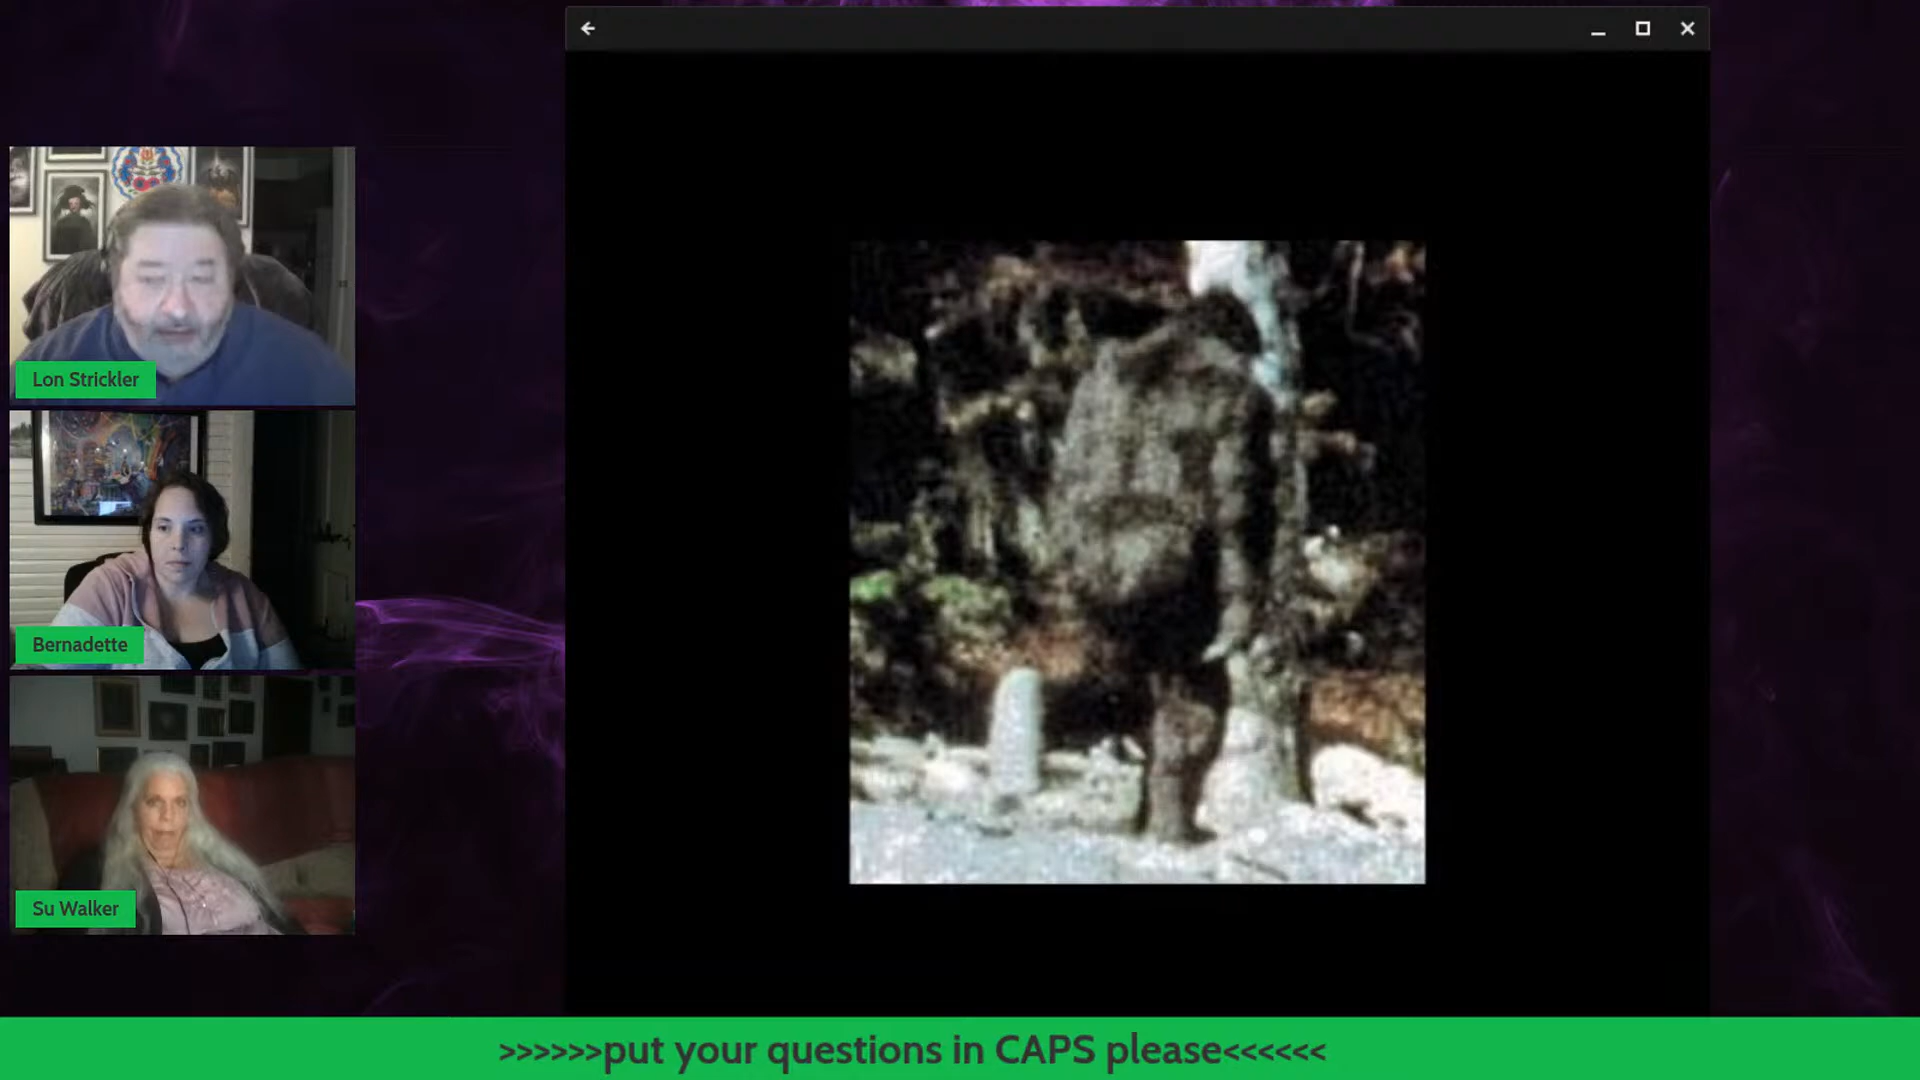 Lon Strickler
Bernadette
Su Walker
>>>>>>put your questions in CAPS please<<<<<<